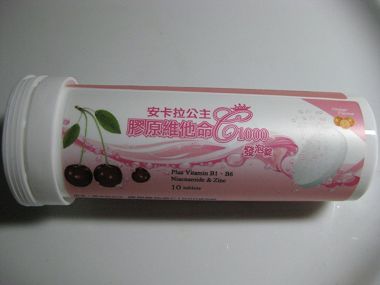 安卡拉公主
膠原維他命C1000
發泡錠
Plus Vitamin B1、B6
Niacinamide & Zinc
10 tablets